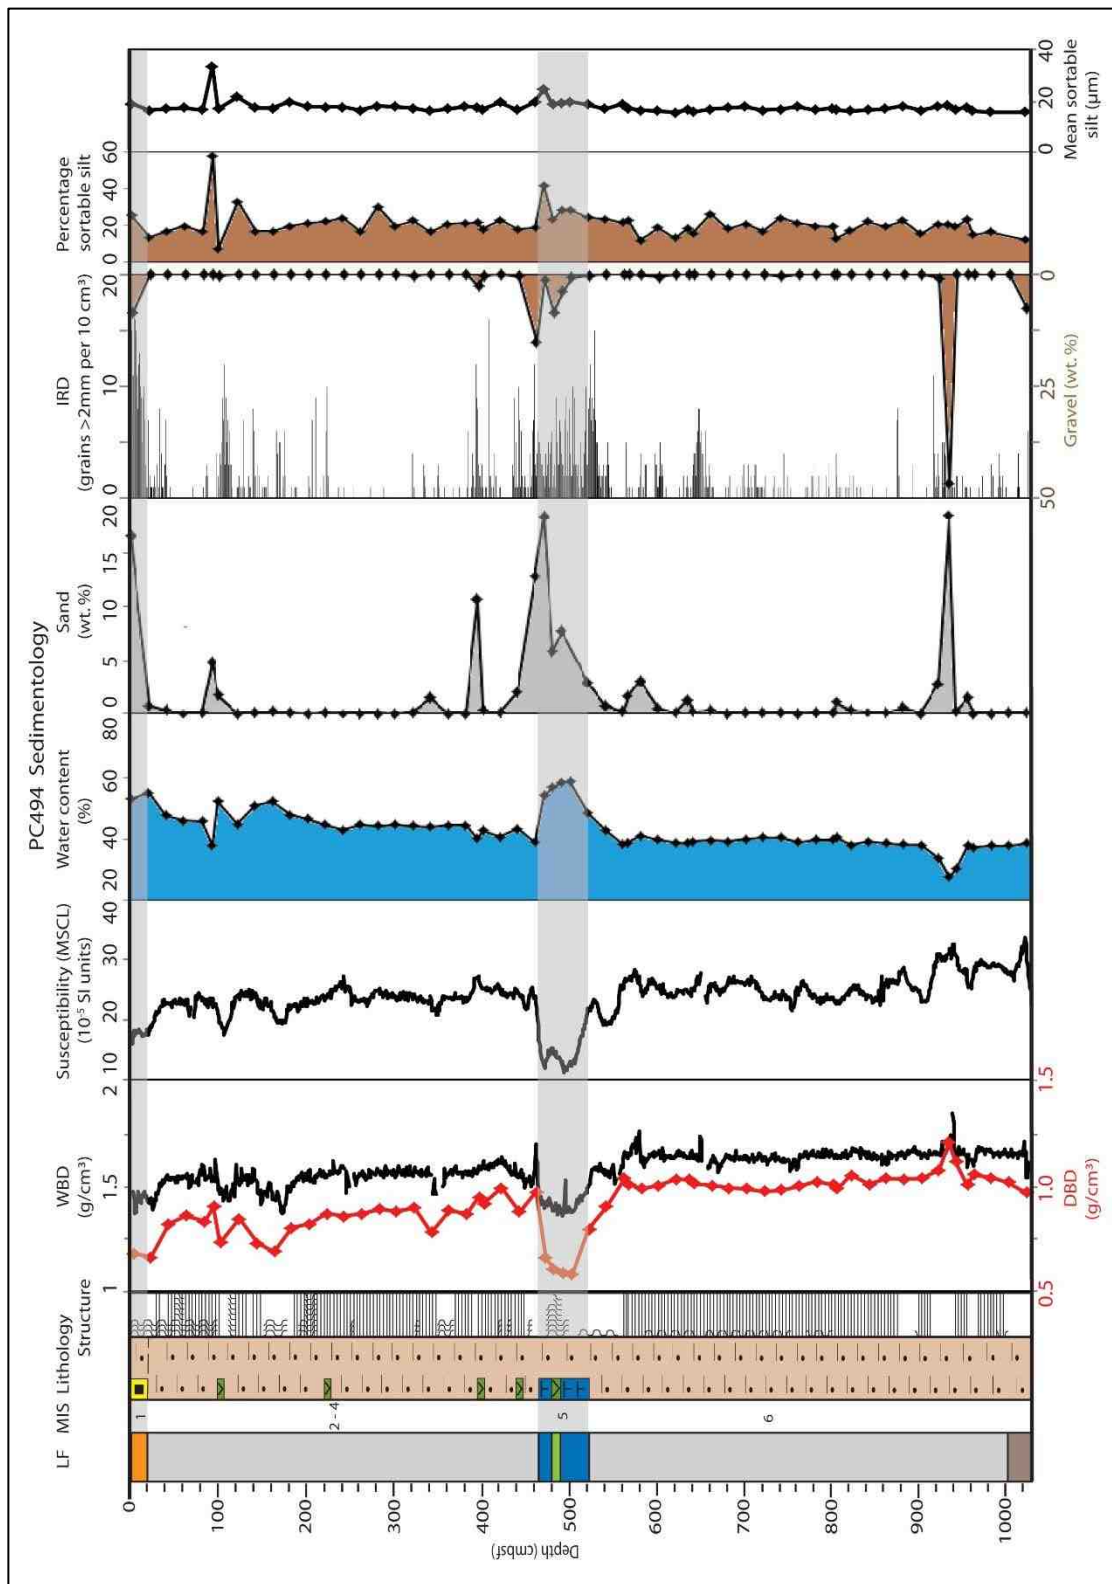 PC494 Sedimentology
LF
MIS
Lithology
Structure
WBD
(g/cm³)
1
1.5
2
DBD
(g/cm³)
0.5
1.0
1.5
Susceptibility (MSCL)
(10⁻⁵ SI units)
10
20
30
40
Water content
(%)
20
40
60
80
Sand
(wt. %)
0
5
10
15
20
IRD
(grains >2mm per 10 cm³)
0
10
20
Gravel (wt. %)
50
25
0
Percentage
sortable silt
0
20
40
60
Mean sortable
silt (µm)
0
20
40
1
2 - 4
5
6
0
100
200
300
400
500
600
700
800
900
1000
Depth (cmbsf)